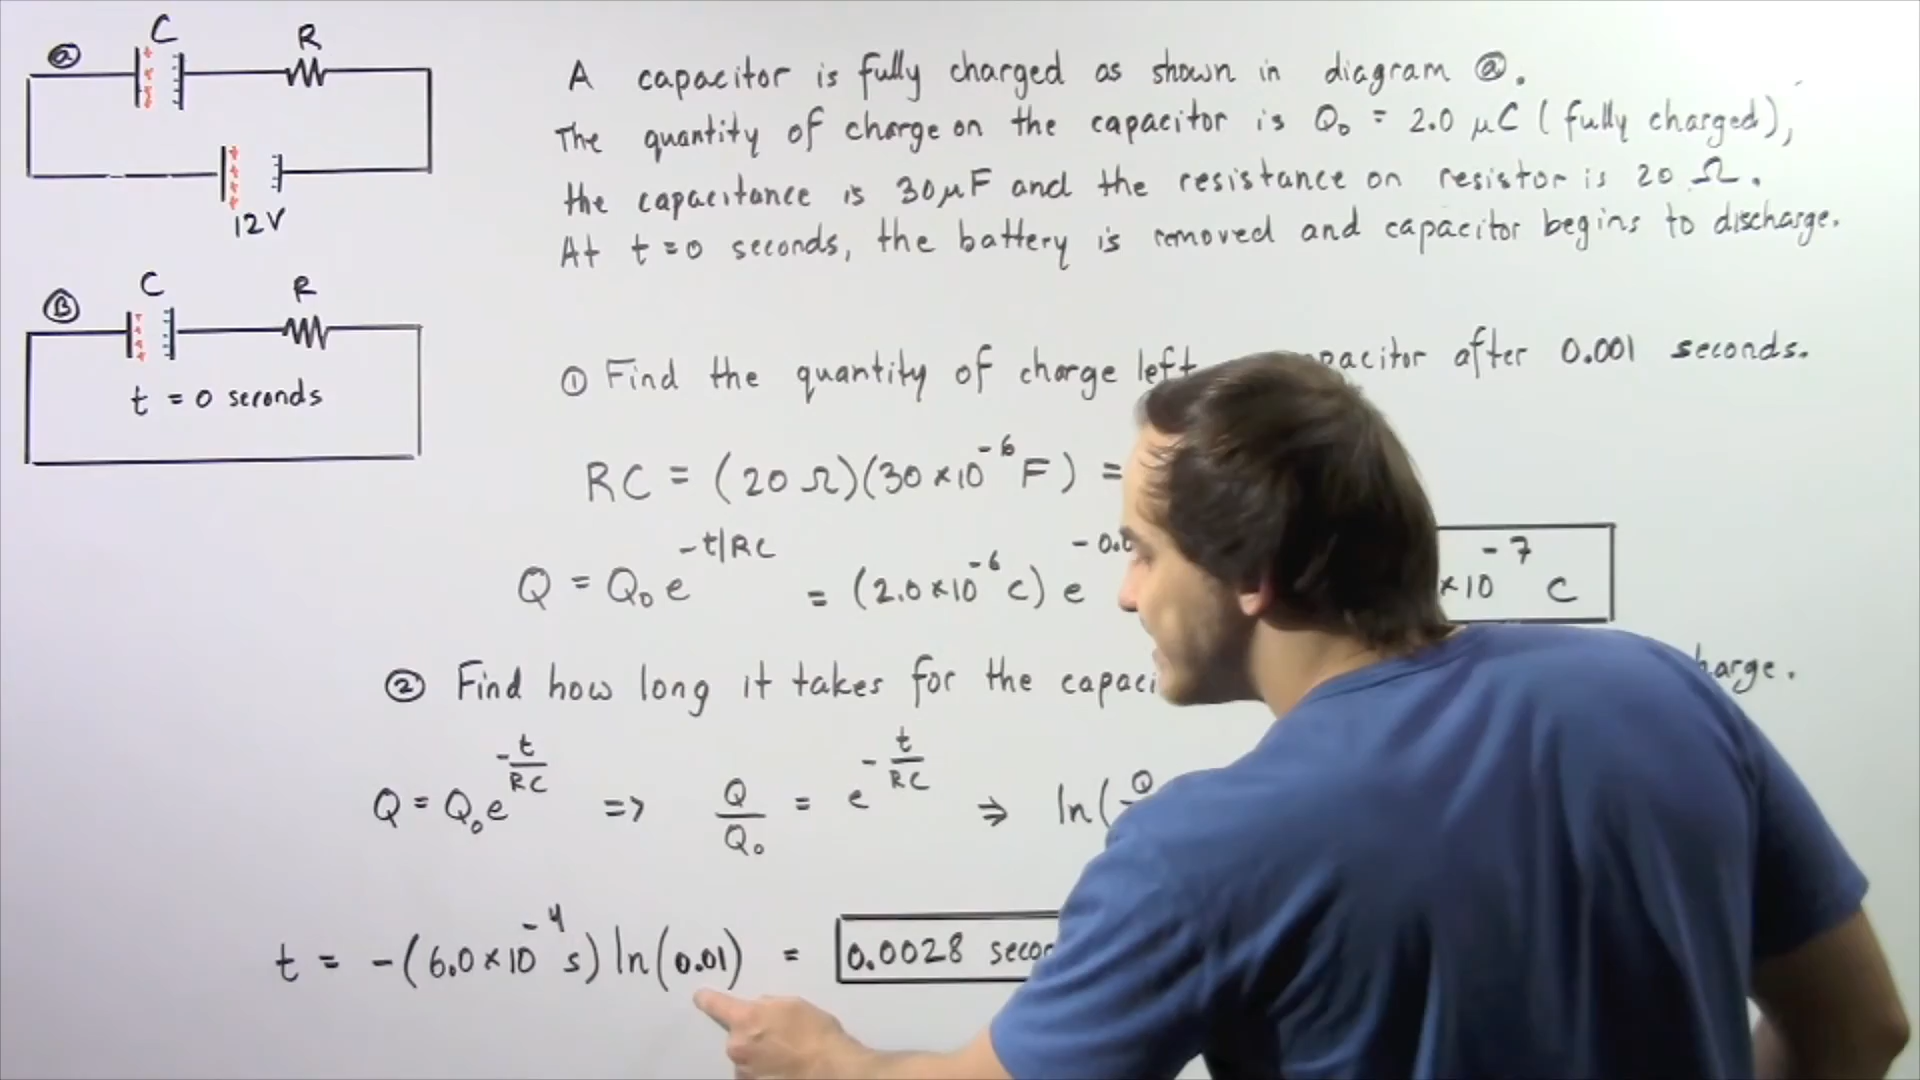 ⓐ C R
12V
Ⓑ C R
t = 0 seconds
A capacitor is fully charged as shown in diagram ⓐ.
The quantity of charge on the capacitor is Q₀ = 2.0 μC (fully charged),
the capacitance is 30μF and the resistance on resistor is 20 Ω.
At t=0 seconds, the battery is removed and capacitor begins to discharge.
① Find the quantity of charge left pacitor after 0.001 seconds.
RC = (20 Ω)(30×10⁻⁶ F) =
Q = Q₀e^(-t/RC) = (2.0×10⁻⁶ C) e^(-0. ×10⁻⁷ C
② Find how long it takes for the capaci harge.
Q = Q₀e^(-t/RC) => Q/Q₀ = e^(-t/RC) ⇒ ln(Q
t = -(6.0×10⁻⁴ s) ln(0.01) = 0.0028 secon